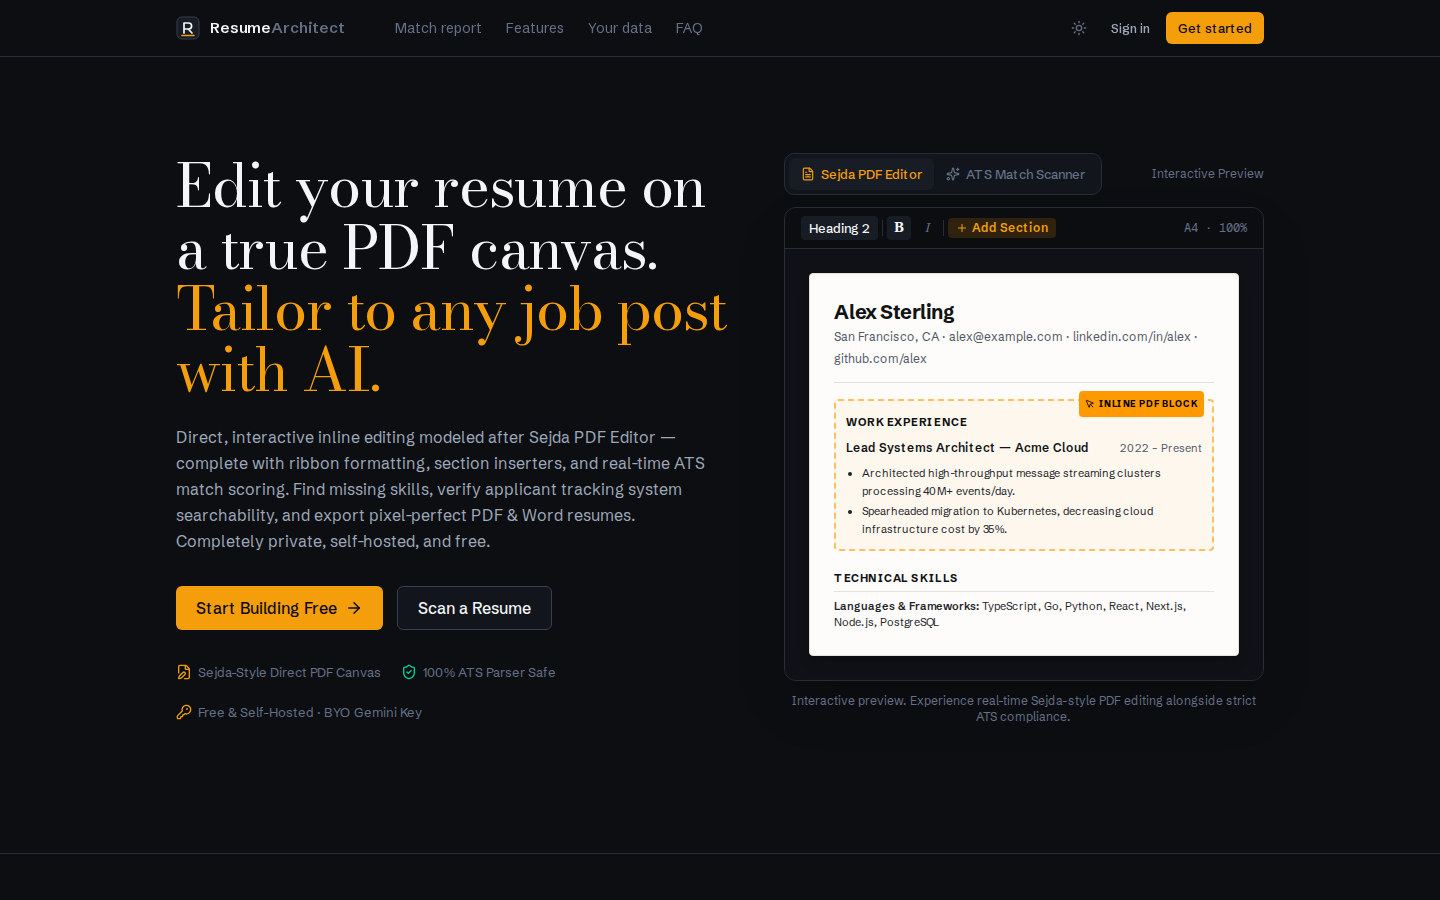 ResumeArchitect
Match report
Features
Your data
FAQ
Sign in
Get started
Edit your resume on
a true PDF canvas.
Tailor to any job post
with AI.
Direct, interactive inline editing modeled after Sejda PDF Editor —
complete with ribbon formatting, section inserters, and real-time ATS
match scoring. Find missing skills, verify applicant tracking system
searchability, and export pixel-perfect PDF & Word resumes.
Completely private, self-hosted, and free.
Start Building Free
Scan a Resume
Sejda-Style Direct PDF Canvas
100% ATS Parser Safe
Free & Self-Hosted · BYO Gemini Key
Sejda PDF Editor
ATS Match Scanner
Interactive Preview
Heading 2
B
I
+ Add Section
A4 · 100%
Alex Sterling
San Francisco, CA · alex@example.com · linkedin.com/in/alex ·
github.com/alex
INLINE PDF BLOCK
WORK EXPERIENCE
Lead Systems Architect — Acme Cloud
2022 – Present
• Architected high-throughput message streaming clusters
processing 40M+ events/day.
• Spearheaded migration to Kubernetes, decreasing cloud
infrastructure cost by 35%.
TECHNICAL SKILLS
Languages & Frameworks: TypeScript, Go, Python, React, Next.js,
Node.js, PostgreSQL
Interactive preview. Experience real-time Sejda-style PDF editing alongside strict
ATS compliance.